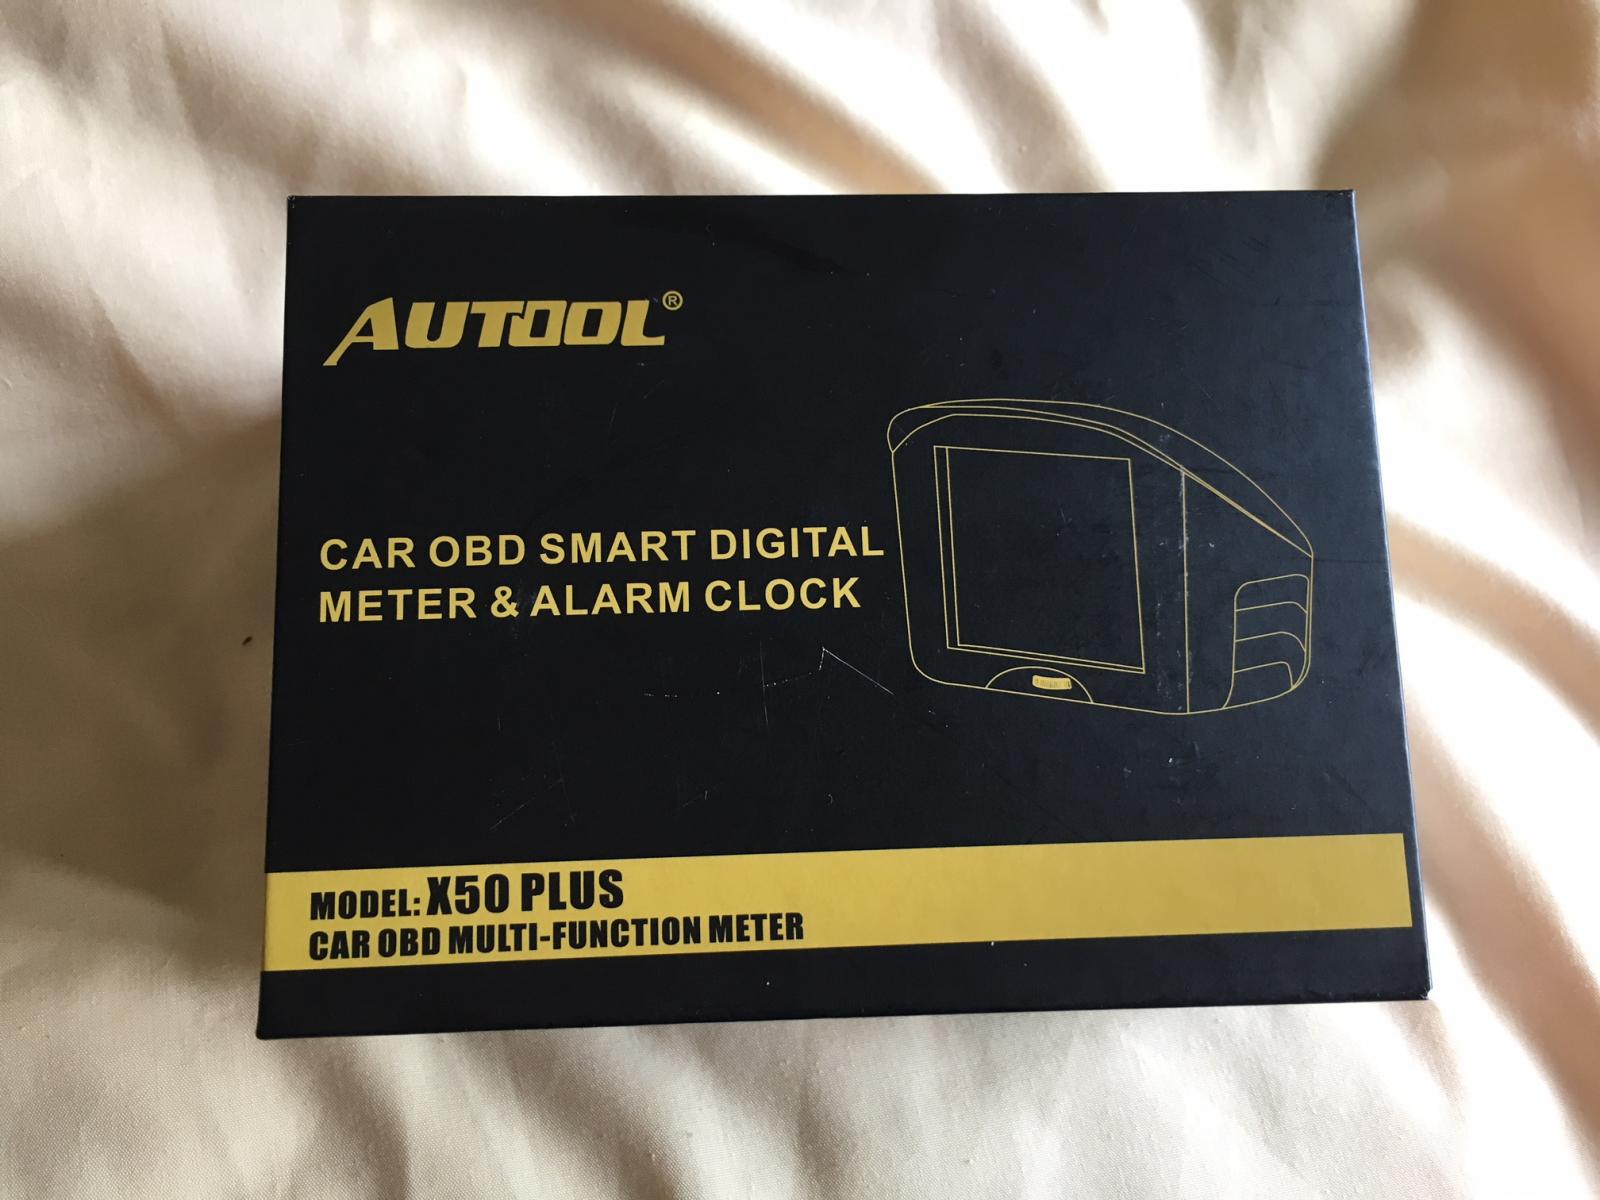 AUTOOL®
CAR OBD SMART DIGITAL
METER & ALARM CLOCK
MODEL: X50 PLUS
CAR OBD MULTI-FUNCTION METER